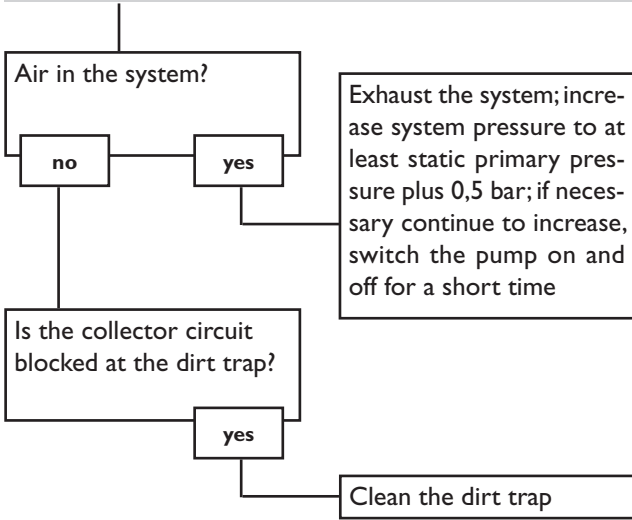 Air in the system?
no
yes
Exhaust the system; incre-
ase system pressure to at
least static primary pres-
sure plus 0,5 bar; if neces-
sary continue to increase,
switch the pump on and
off for a short time
Is the collector circuit
blocked at the dirt trap?
yes
Clean the dirt trap